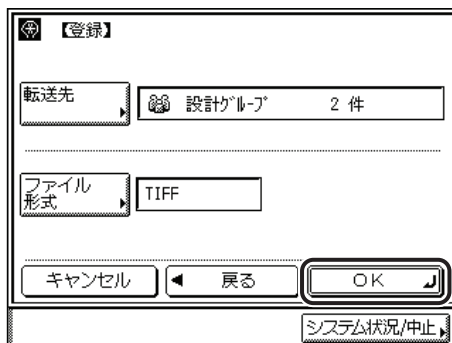 【登録】
転送先
設計ｸﾞﾙｰﾌﾟ 2 件
ファイル
形式
TIFF
キャンセル
戻る
OK
システム状況/中止